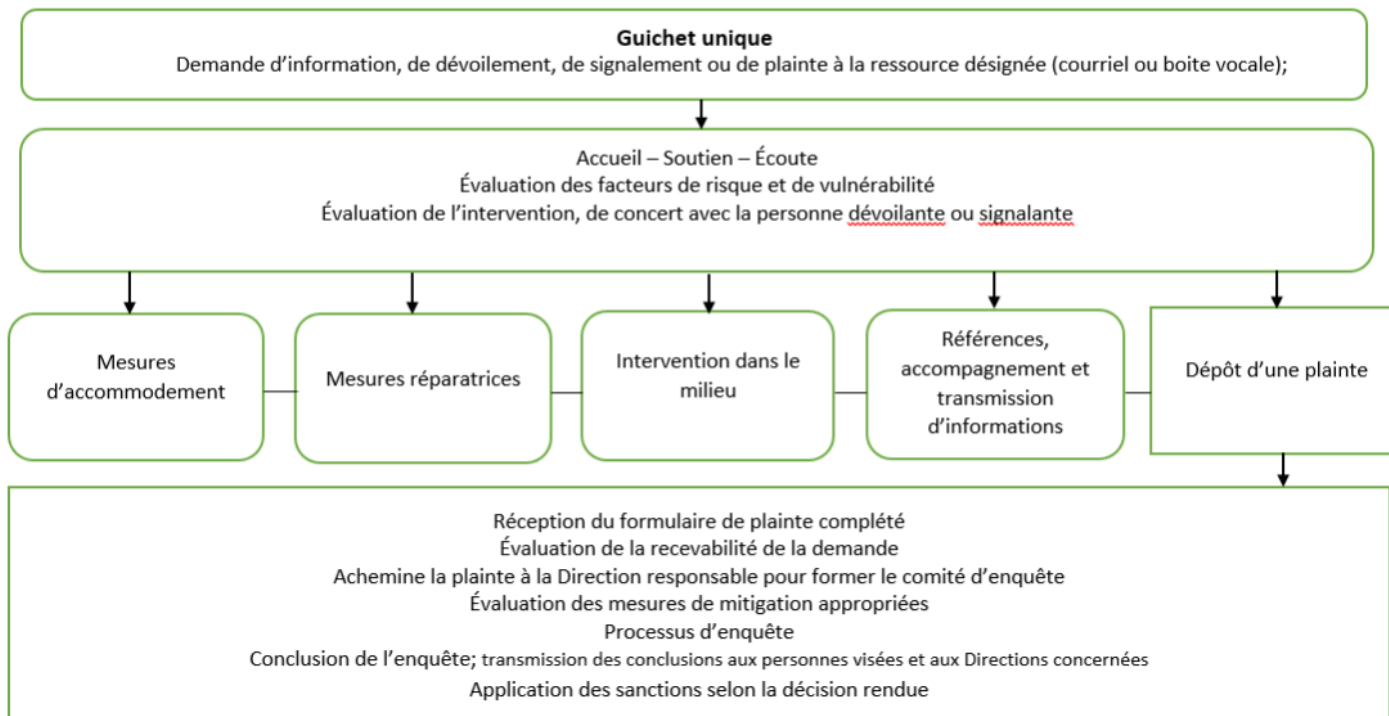 Guichet unique
Demande d'information, de dévoilement, de signalement ou de plainte à la ressource désignée (courriel ou boite vocale);
Accueil – Soutien – Écoute
Évaluation des facteurs de risque et de vulnérabilité
Évaluation de l'intervention, de concert avec la personne dévoilante ou signalante
Mesures
d'accommodement
Mesures réparatrices
Intervention dans le
milieu
Références,
accompagnement et
transmission
d'informations
Dépôt d'une plainte
Réception du formulaire de plainte complété
Évaluation de la recevabilité de la demande
Achemine la plainte à la Direction responsable pour former le comité d'enquête
Évaluation des mesures de mitigation appropriées
Processus d'enquête
Conclusion de l'enquête; transmission des conclusions aux personnes visées et aux Directions concernées
Application des sanctions selon la décision rendue